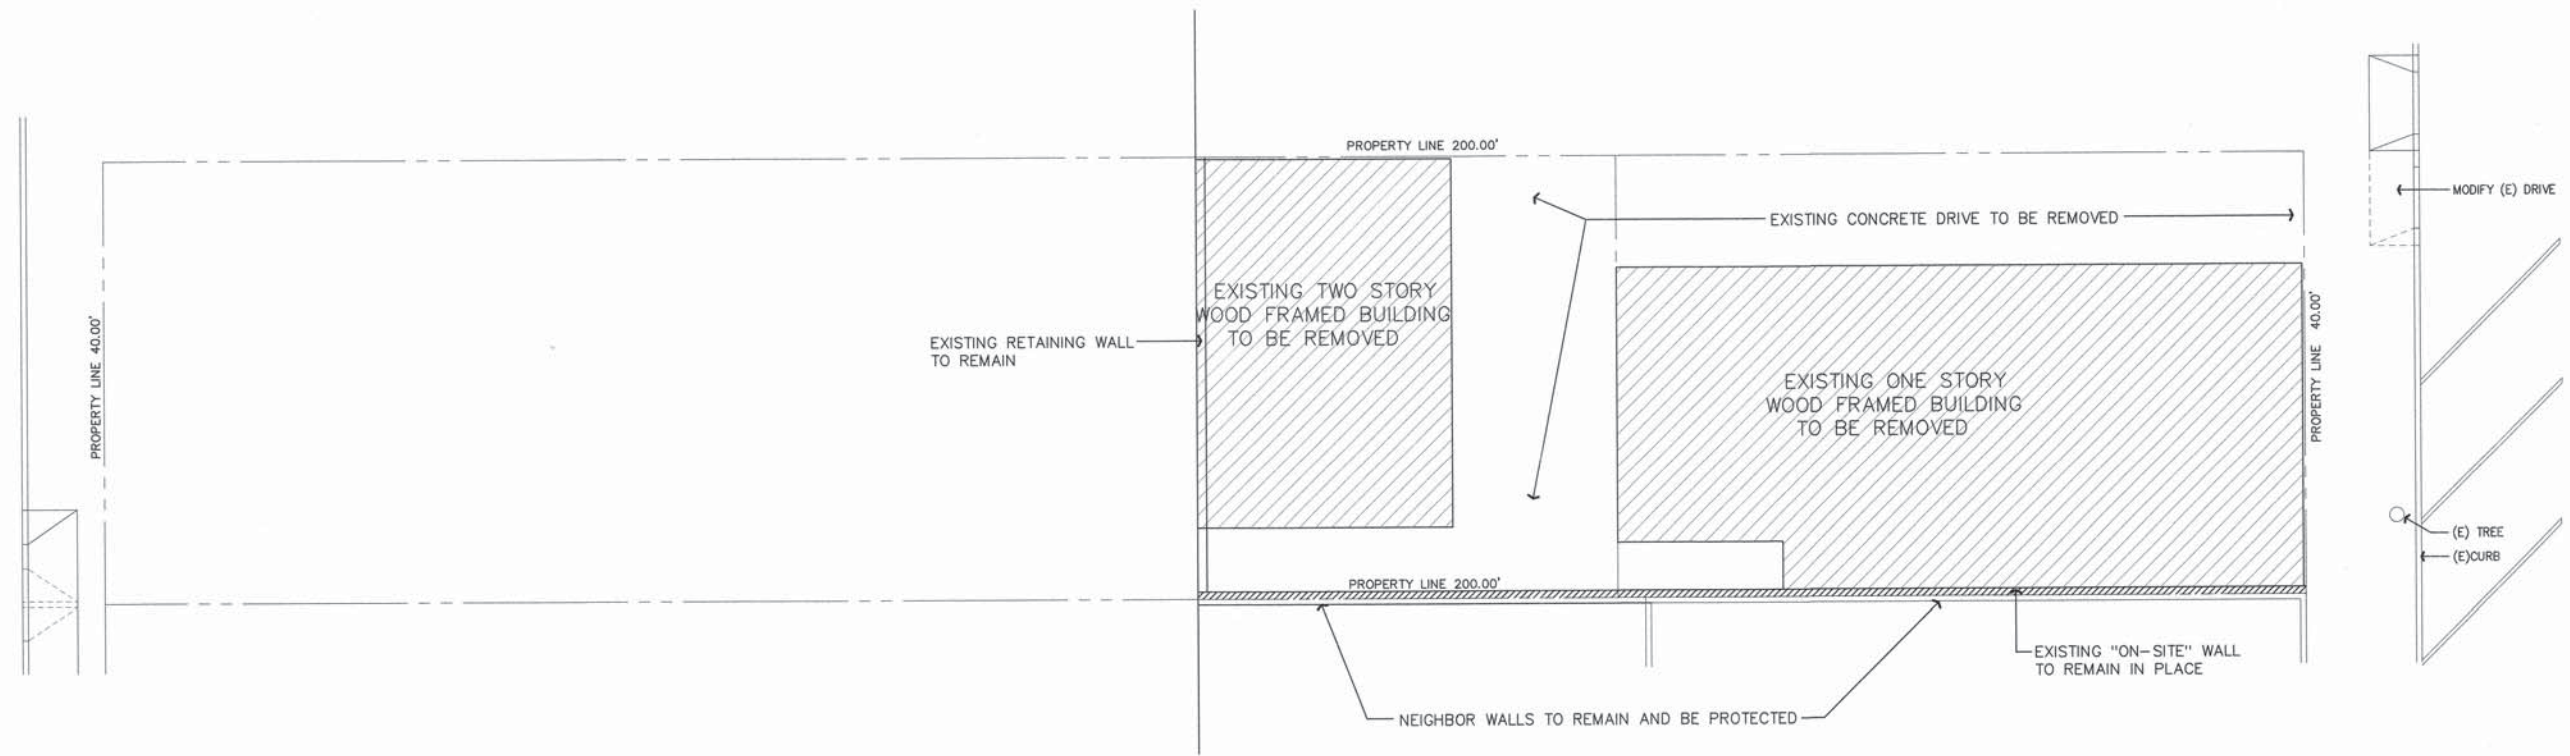 PROPERTY LINE 200.00'
MODIFY (E) DRIVE
EXISTING CONCRETE DRIVE TO BE REMOVED
EXISTING TWO STORY
WOOD FRAMED BUILDING
TO BE REMOVED
EXISTING RETAINING WALL
TO REMAIN
PROPERTY LINE 40.00'
EXISTING ONE STORY
WOOD FRAMED BUILDING
TO BE REMOVED
PROPERTY LINE 40.00'
(E) TREE
(E)CURB
PROPERTY LINE 200.00'
EXISTING "ON-SITE" WALL
TO REMAIN IN PLACE
NEIGHBOR WALLS TO REMAIN AND BE PROTECTED